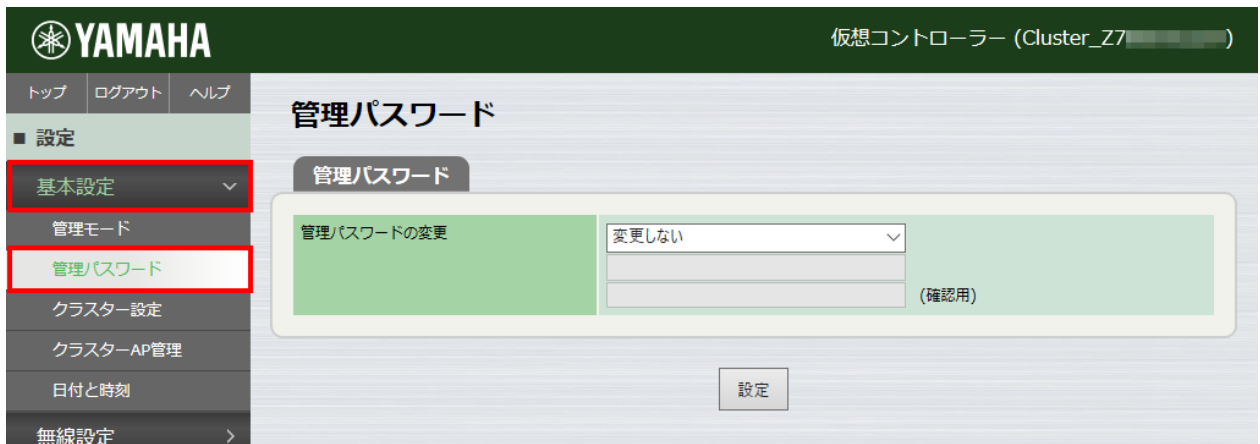 YAMAHA
仮想コントローラー (Cluster_Z7 )
トップ ログアウト ヘルプ
■ 設定
基本設定
管理モード
管理パスワード
クラスター設定
クラスターAP管理
日付と時刻
無線設定
管理パスワード
管理パスワード
管理パスワードの変更
変更しない
(確認用)
設定